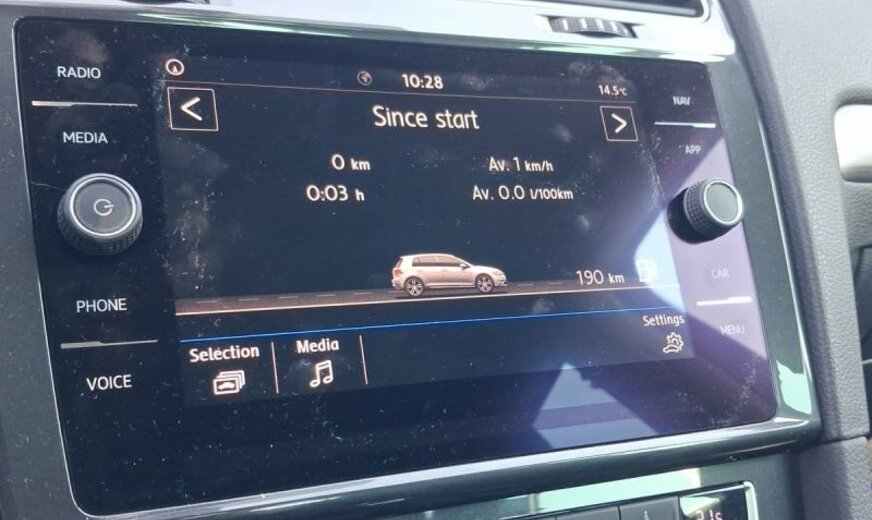 RADIO
MEDIA
PHONE
VOICE
10:28
14.5°C
<
Since start
>
0 km
Av. 1 km/h
0:03 h
Av. 0.0 l/100km
190 km
Selection
Media
Settings
NAV
APP
CAR
MENU